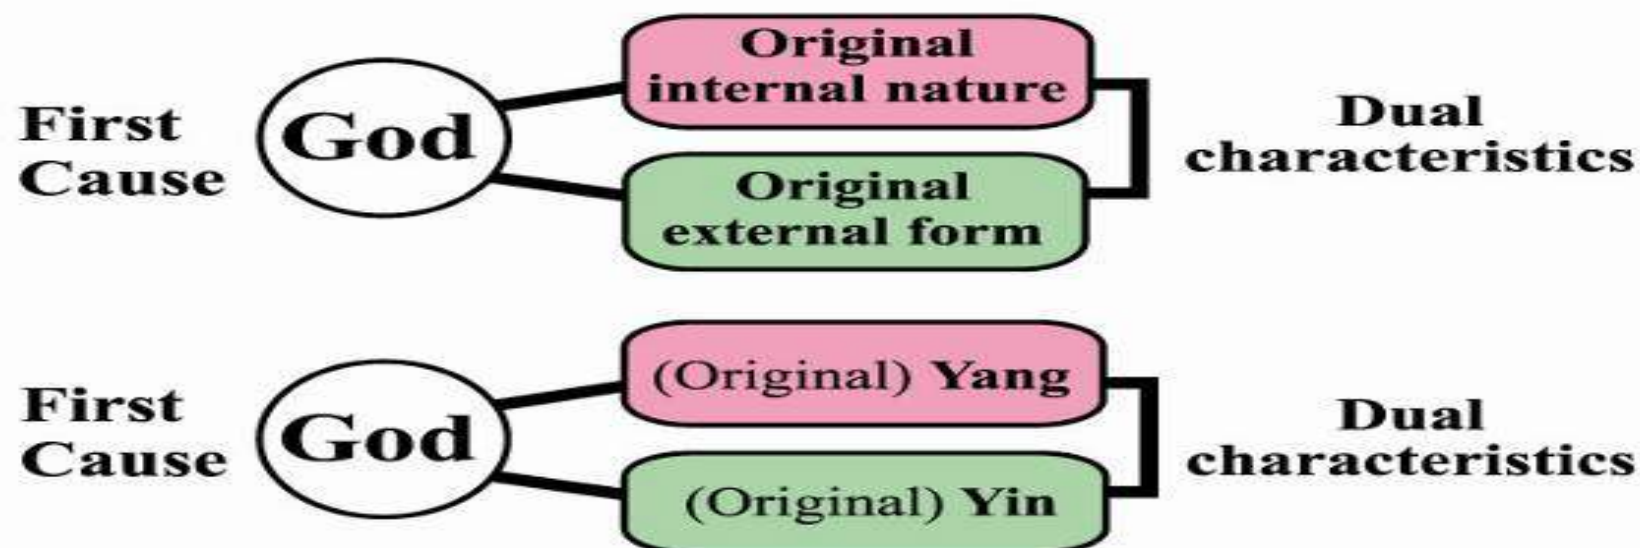 First
Cause
God
Original
internal nature
Original
external form
Dual
characteristics
First
Cause
God
(Original) Yang
(Original) Yin
Dual
characteristics